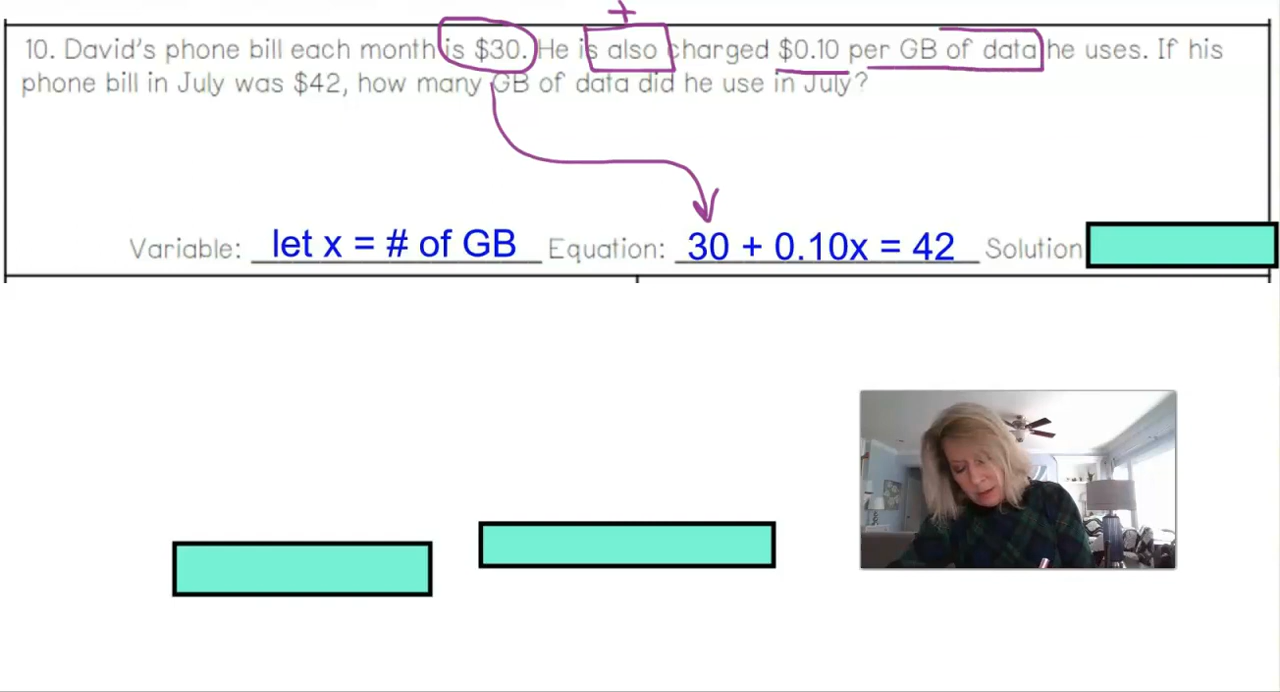 +
10. David's phone bill each month is $30. He is also charged $0.10 per GB of data he uses. If his
phone bill in July was $42, how many GB of data did he use in July?
Variable: let x = # of GB Equation: 30 + 0.10x = 42 Solution